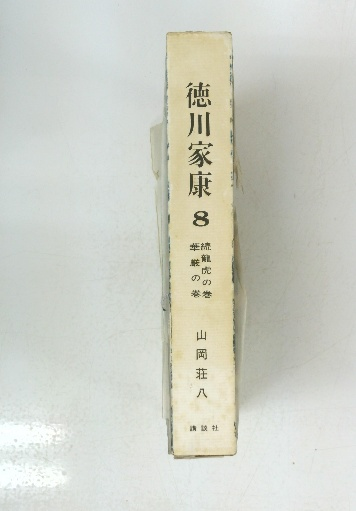 徳川家康
8
続龍虎の巻
華厳の巻
山岡荘八
講談社